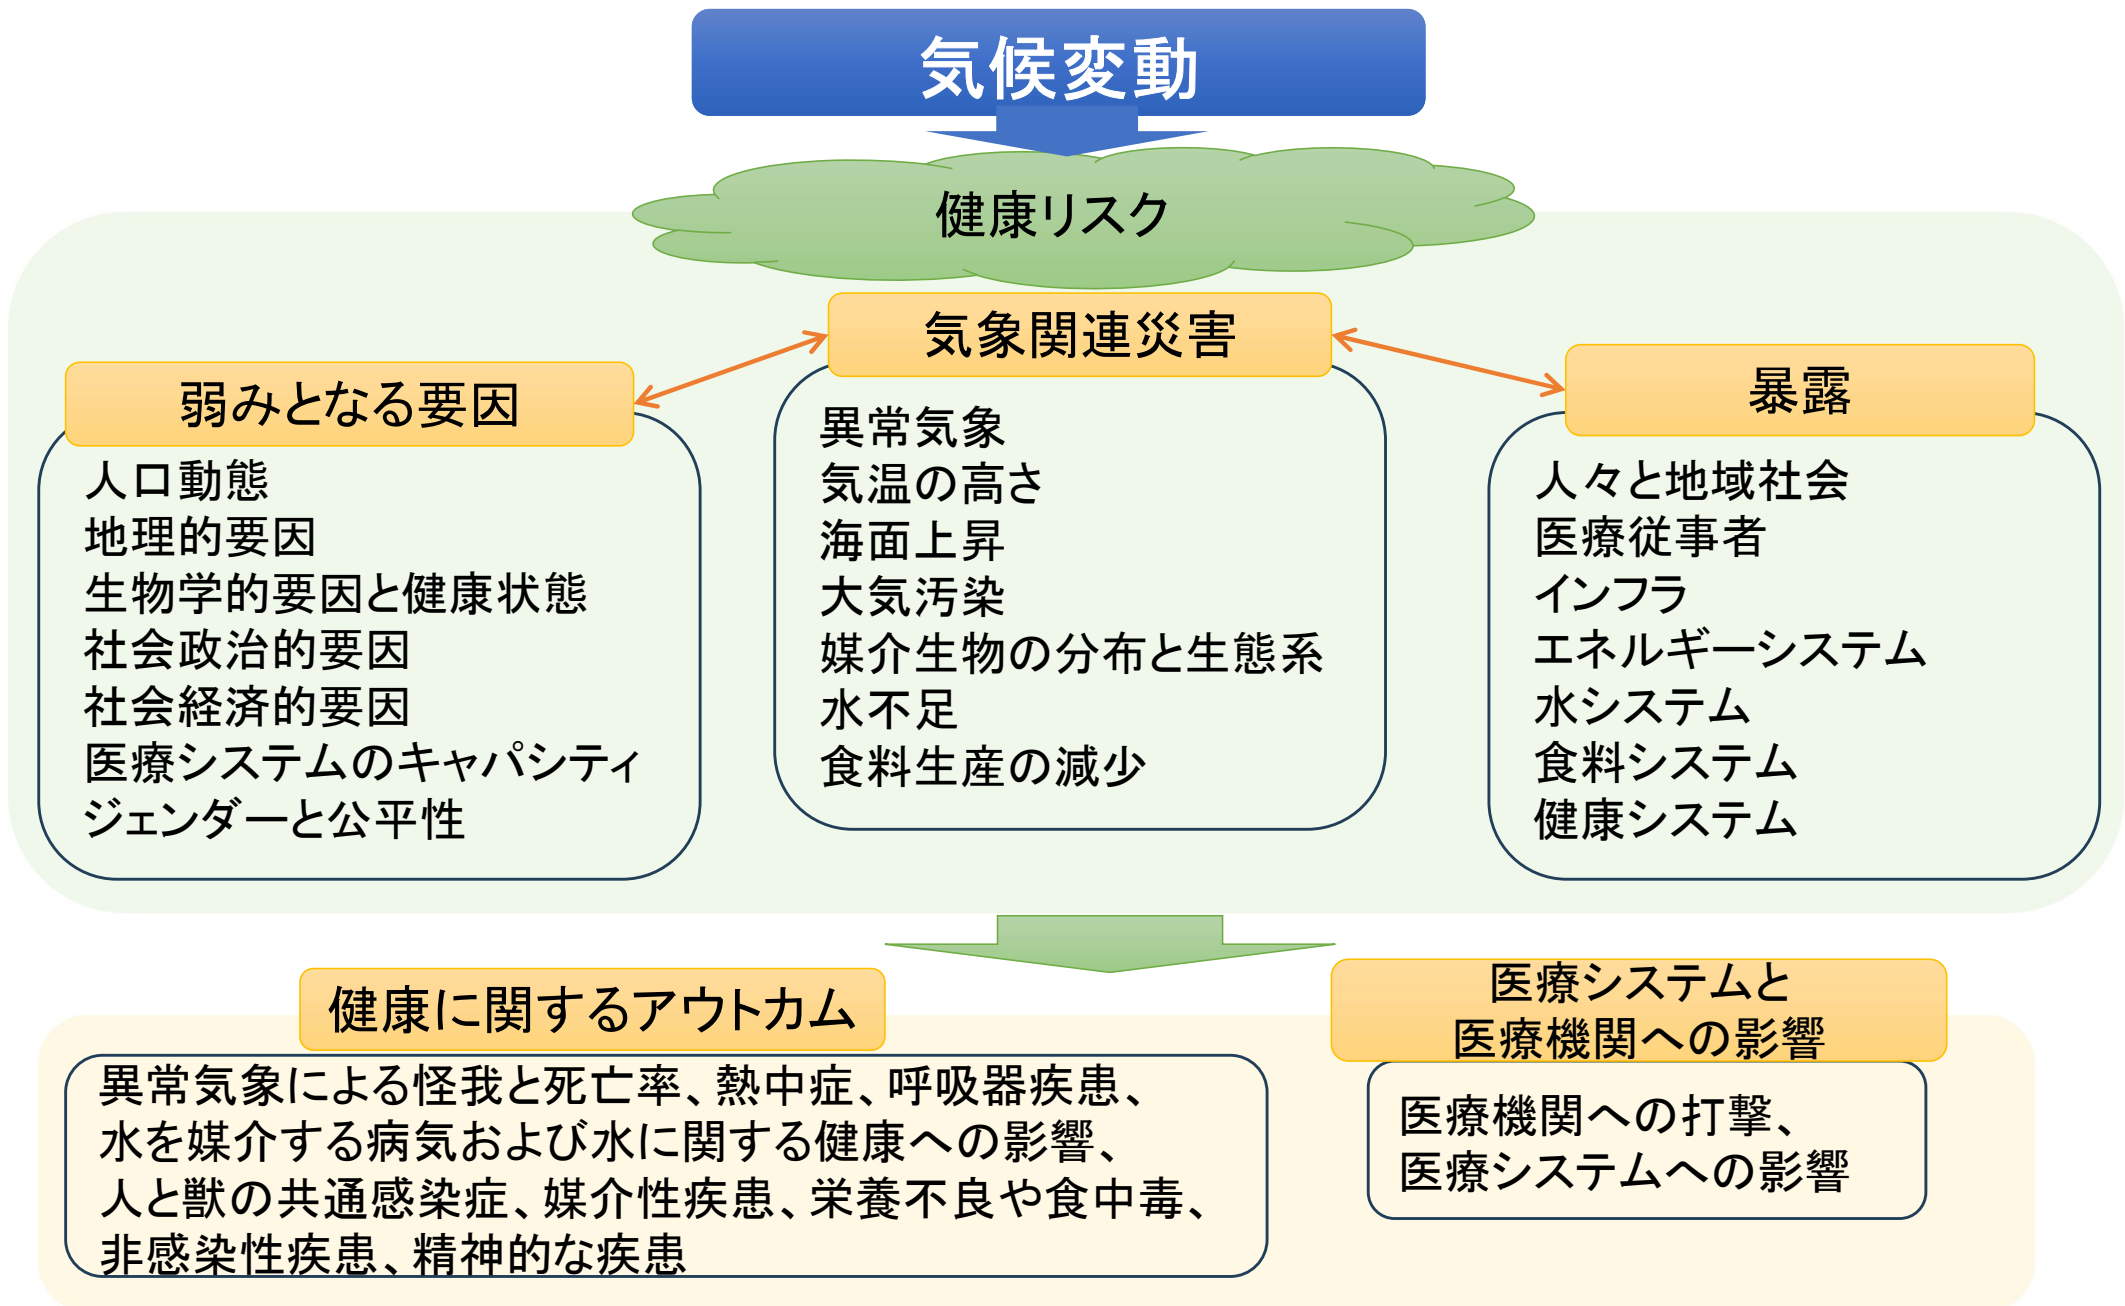 気候変動
健康リスク
気象関連災害
弱みとなる要因
暴露
人口動態
地理的要因
生物学的要因と健康状態
社会政治的要因
社会経済的要因
医療システムのキャパシティ
ジェンダーと公平性
異常気象
気温の高さ
海面上昇
大気汚染
媒介生物の分布と生態系
水不足
食料生産の減少
人々と地域社会
医療従事者
インフラ
エネルギーシステム
水システム
食料システム
健康システム
健康に関するアウトカム
異常気象による怪我と死亡率、熱中症、呼吸器疾患、
水を媒介する病気および水に関する健康への影響、
人と獣の共通感染症、媒介性疾患、栄養不良や食中毒、
非感染性疾患、精神的な疾患
医療システムと
医療機関への影響
医療機関への打撃、
医療システムへの影響